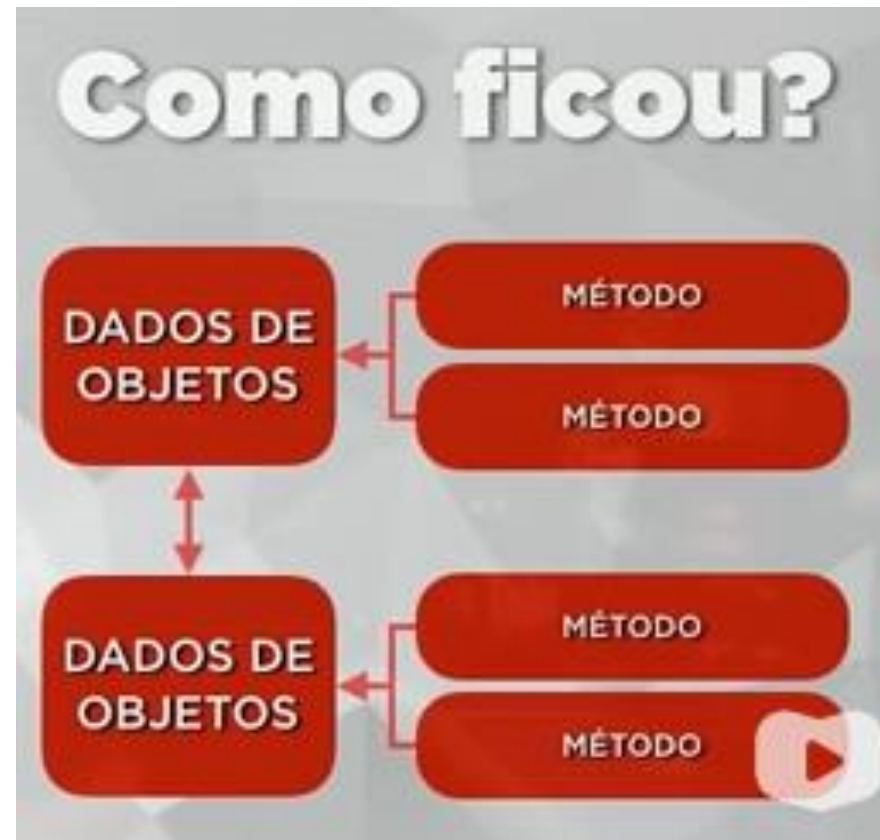 Como ficou?
DADOS DE
OBJETOS
MÉTODO
MÉTODO
DADOS DE
OBJETOS
MÉTODO
MÉTODO